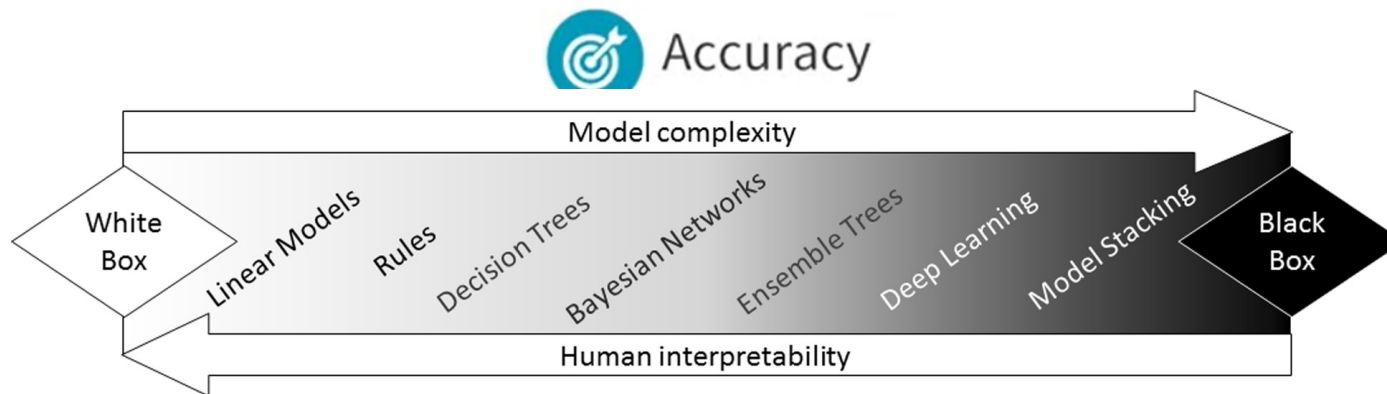 Accuracy
Model complexity
White
Box
Linear Models
Rules
Decision Trees
Bayesian Networks
Ensemble Trees
Deep Learning
Model Stacking
Black
Box
Human interpretability